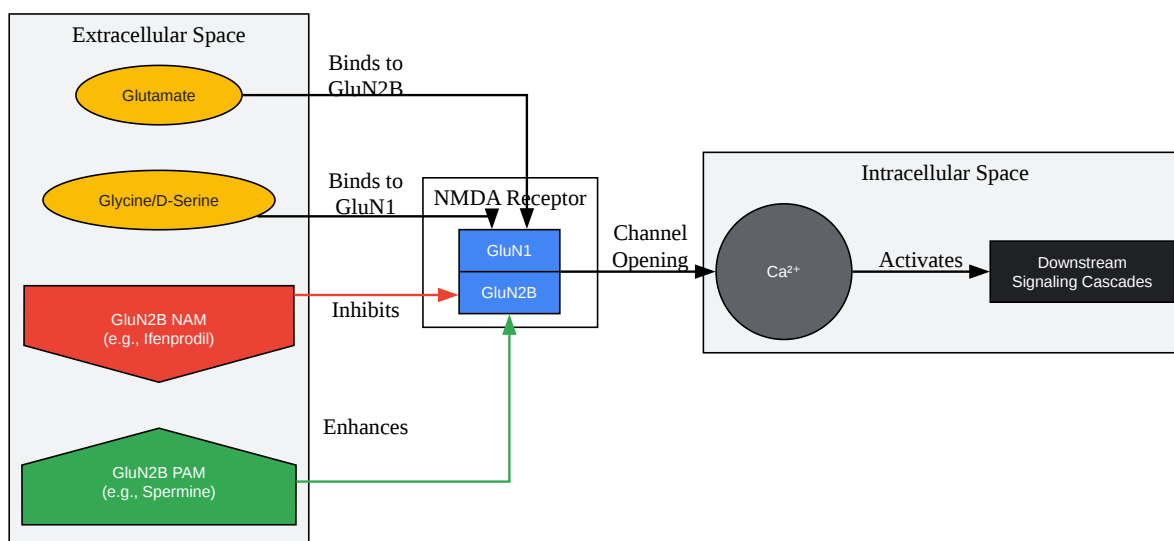 Extracellular Space
Glutamate
Binds to
GluN2B
Glycine/D-Serine
Binds to
GluN1
NMDA Receptor
GluN1
GluN2B
GluN2B NAM
(e.g., Ifenprodil)
Inhibits
GluN2B PAM
(e.g., Spermine)
Enhances
Channel
Opening
Intracellular Space
Ca²⁺
Activates
Downstream
Signaling Cascades